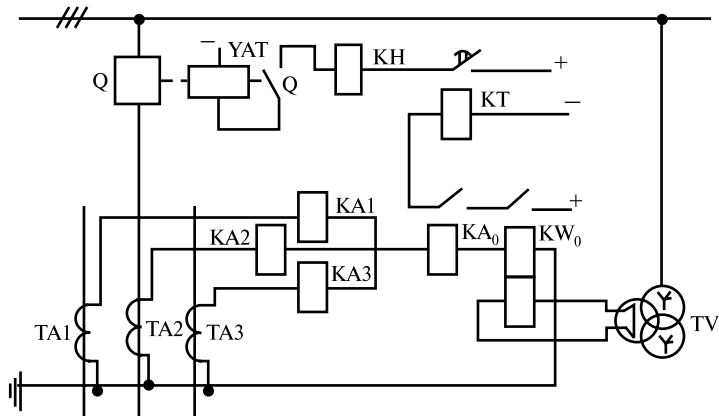 – YAT
KH
+
Q
Q
KT
–
+
KA1
KA2
KA₀
KW₀
KA3
TA1
TA2
TA3
TV